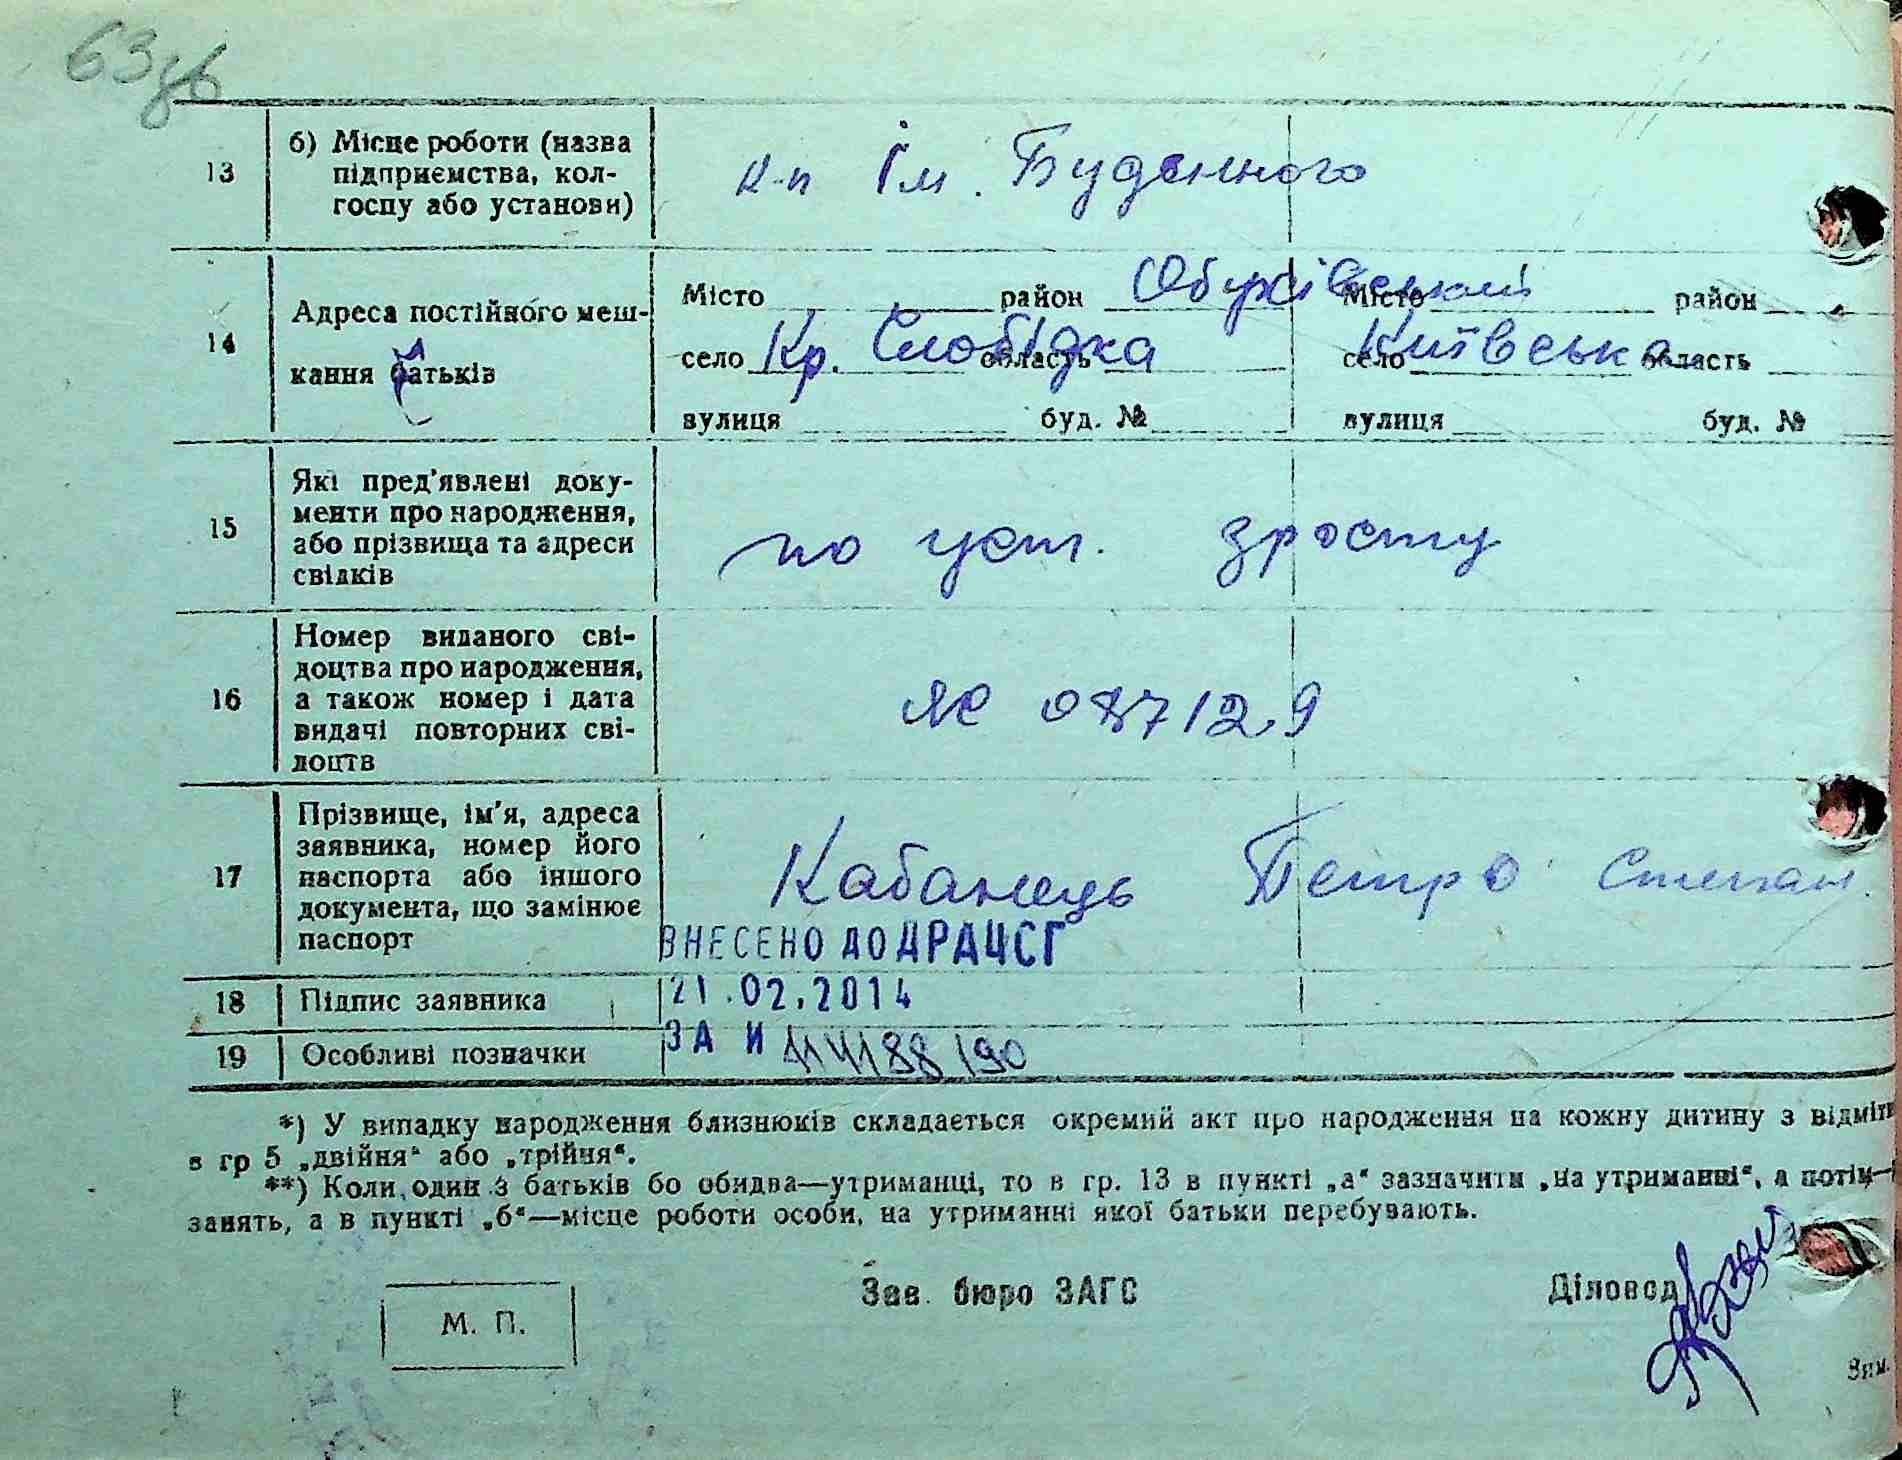 63 зв
13 б) Місце роботи (назва
підприємства, кол-
госпу або установи)
к-п Ім. Буденного
14 Адреса постійного меш-
кання батьків
Місто район Обухівський Місто район
село Кр. Слобідка область село Київська область
вулиця буд. № вулиця буд. №
15 Які пред'явлені доку-
менти про народження,
або прізвища та адреси
свідків
по уст. зросту
16 Номер виданого сві-
доцтва про народження,
а також номер і дата
видачі повторних сві-
доцтв
ЯЄ 087129
17 Прізвище, ім'я, адреса
заявника, номер його
паспорта або іншого
документа, що замінює
паспорт
Кабанець Петро Степан.
ВНЕСЕНО ДО ДРАЦСГ
18 Підпис заявника
21.02.2014
19 Особливі позначки
ЗА И
*) У випадку народження близнюків складається окремий акт про народження на кожну дитину з відміт
в гр 5 „двійня“ або „трійня“.
**) Коли один з батьків бо обидва—утриманці, то в гр. 13 в пункті „а“ зазначити „на утриманні“, а потім—
занять, а в пункті „б“—місце роботи особи, на утриманні якої батьки перебувають.
М. П.
Зав. бюро ЗАГС
Діловод
Зам.